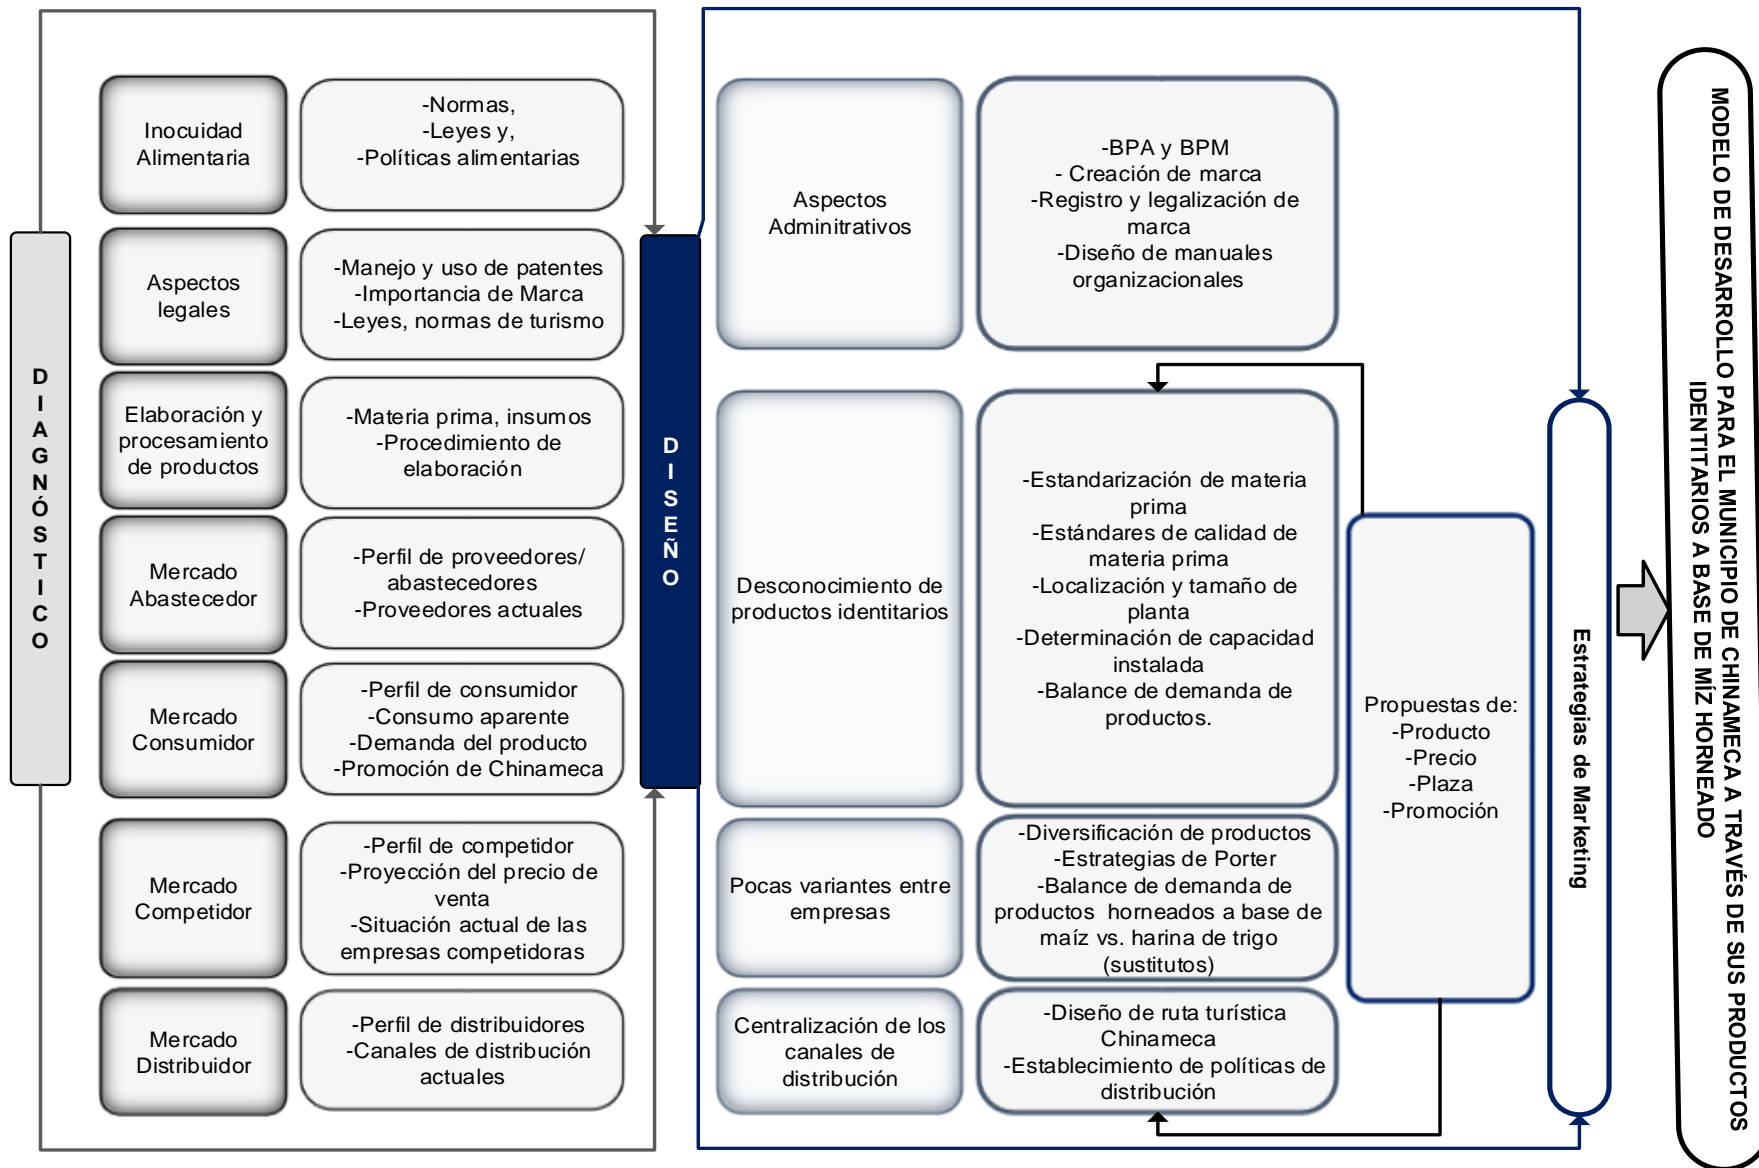 DIAGNÓSTICO
Inocuidad
Alimentaria
-Normas,
-Leyes y,
-Políticas alimentarias
Aspectos
legales
-Manejo y uso de patentes
-Importancia de Marca
-Leyes, normas de turismo
Elaboración y
procesamiento
de productos
-Materia prima, insumos
-Procedimiento de
elaboración
Mercado
Abastecedor
-Perfil de proveedores/
abastecedores
-Proveedores actuales
Mercado
Consumidor
-Perfil de consumidor
-Consumo aparente
-Demanda del producto
-Promoción de Chinameca
Mercado
Competidor
-Perfil de competidor
-Proyección del precio de
venta
-Situación actual de las
empresas competidoras
Mercado
Distribuidor
-Perfil de distribuidores
-Canales de distribución
actuales
DISEÑO
Aspectos
Adminitrativos
-BPA y BPM
- Creación de marca
-Registro y legalización de
marca
-Diseño de manuales
organizacionales
Desconocimiento de
productos identitarios
-Estandarización de materia
prima
-Estándares de calidad de
materia prima
-Localización y tamaño de
planta
-Determinación de capacidad
instalada
-Balance de demanda de
productos.
Pocas variantes entre
empresas
-Diversificación de productos
-Estrategias de Porter
-Balance de demanda de
productos  horneados a base de
maíz vs. harina de trigo
(sustitutos)
Centralización de los
canales de
distribución
-Diseño de ruta turística
Chinameca
-Establecimiento de políticas de
distribución
Propuestas de:
-Producto
-Precio
-Plaza
-Promoción
Estrategias de Marketing
MODELO DE DESARROLLO PARA EL MUNICIPIO DE CHINAMECA A TRAVÉS DE SUS PRODUCTOS
IDENTITARIOS A BASE DE MÍZ HORNEADO